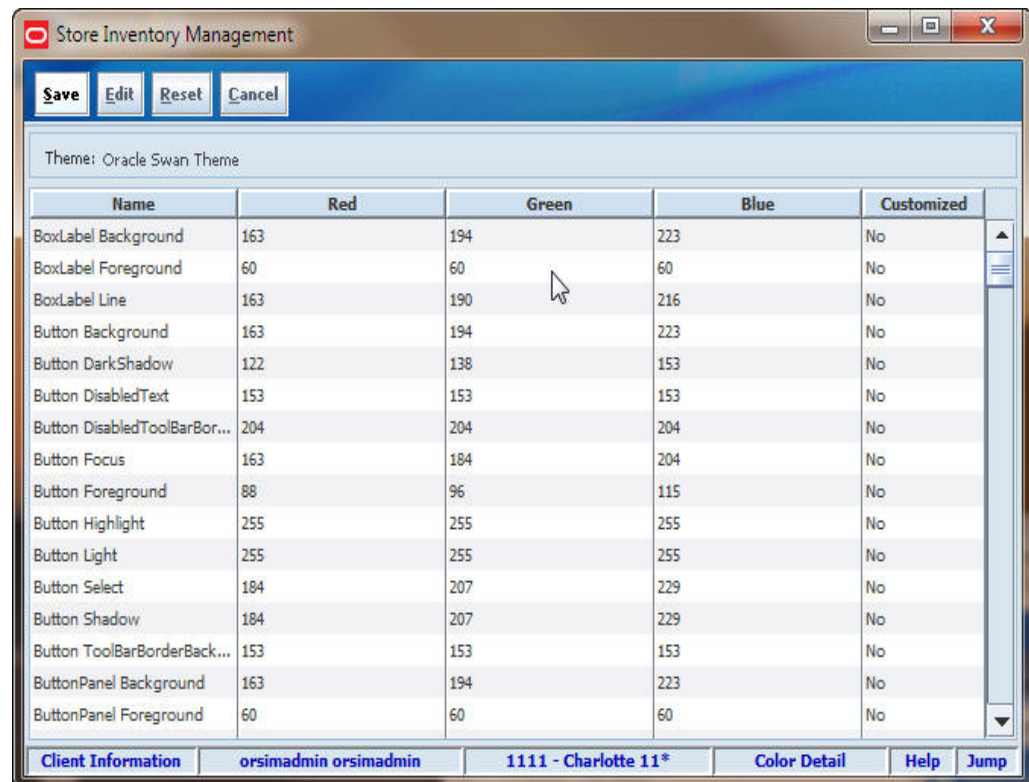 Store Inventory Management
Save Edit Reset Cancel
Theme: Oracle Swan Theme
Name Red Green Blue Customized
BoxLabel Background 163 194 223 No
BoxLabel Foreground 60 60 60 No
BoxLabel Line 163 190 216 No
Button Background 163 194 223 No
Button DarkShadow 122 138 153 No
Button DisabledText 153 153 153 No
Button DisabledToolBarBor... 204 204 204 No
Button Focus 163 184 204 No
Button Foreground 88 96 115 No
Button Highlight 255 255 255 No
Button Light 255 255 255 No
Button Select 184 207 229 No
Button Shadow 184 207 229 No
Button ToolBarBorderBack... 153 153 153 No
ButtonPanel Background 163 194 223 No
ButtonPanel Foreground 60 60 60 No
Client Information orsimadmin orsimadmin 1111 - Charlotte 11* Color Detail Help Jump